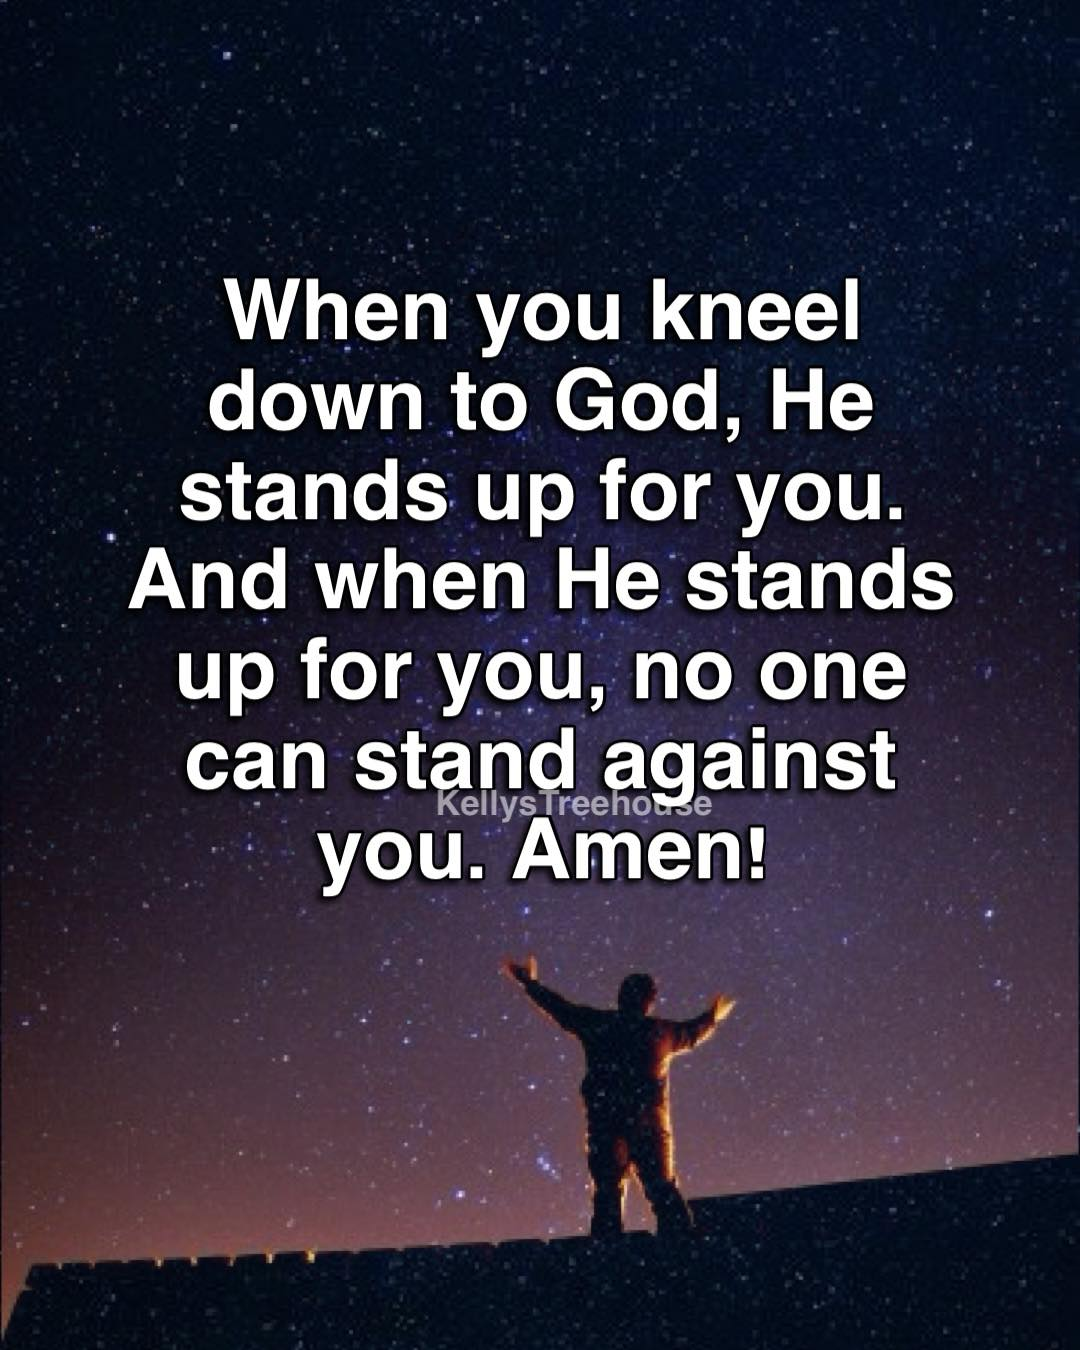 When you kneel
down to God, He
stands up for you.
And when He stands
up for you, no one
can stand against
KellysTreehouse
you. Amen!